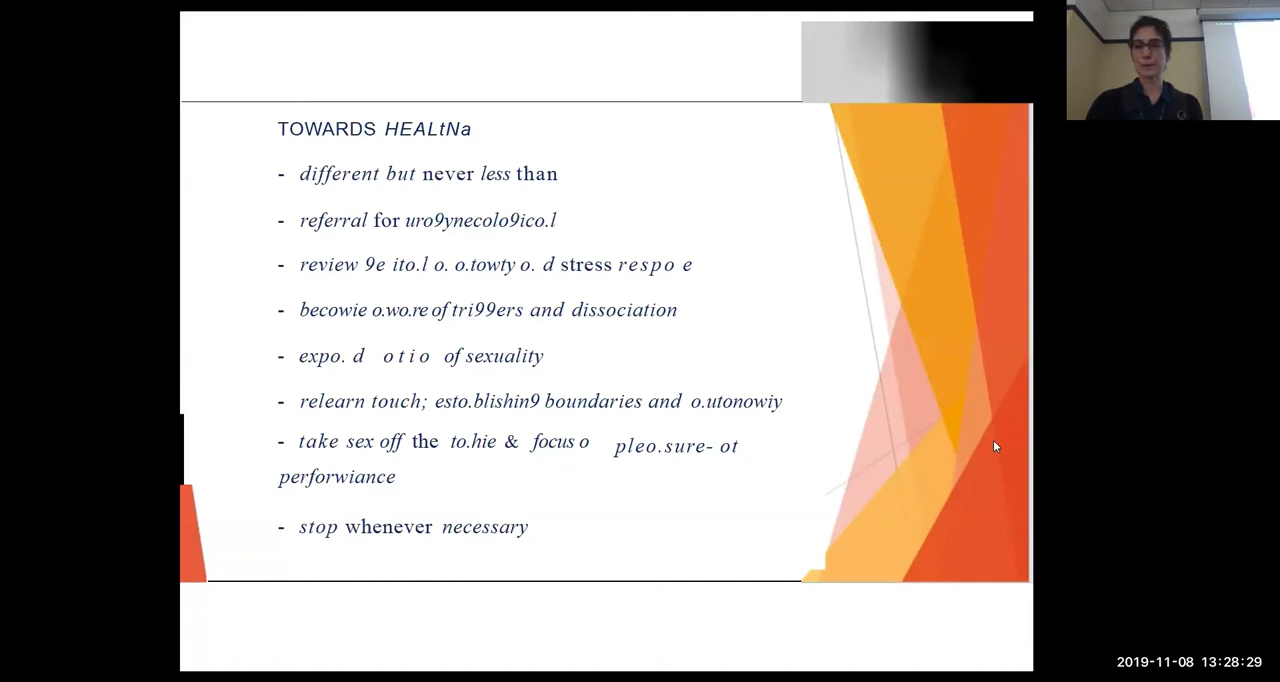 TOWARDS HEALtNa
- different but never less than
- referral for uro9ynecolo9ico.l
- review 9e ito.l o. o.towty o. d stress respo e
- becowie o.wo.re of tri99ers and dissociation
- expo. d otio of sexuality
- relearn touch; esto.blishin9 boundaries and o.utonowiy
- take sex off the to.hie & focus o pleo.sure- ot
perforwiance
- stop whenever necessary
2019-11-08 13:28:29